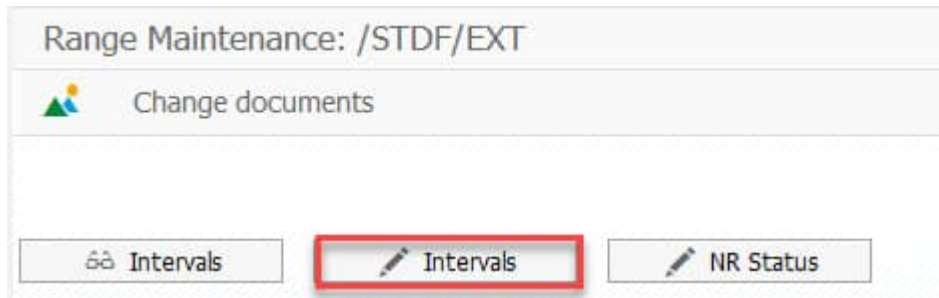 Range Maintenance: /STDF/EXT
Change documents
Intervals Intervals NR Status